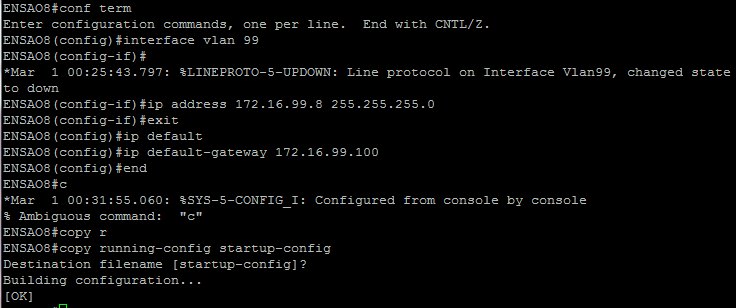 ENSAO8#conf term
Enter configuration commands, one per line.  End with CNTL/Z.
ENSAO8(config)#interface vlan 99
ENSAO8(config-if)#
*Mar  1 00:25:43.797: %LINEPROTO-5-UPDOWN: Line protocol on Interface Vlan99, changed state
to down
ENSAO8(config-if)#ip address 172.16.99.8 255.255.255.0
ENSAO8(config-if)#exit
ENSAO8(config)#ip default
ENSAO8(config)#ip default-gateway 172.16.99.100
ENSAO8(config)#end
ENSAO8#c
*Mar  1 00:31:55.060: %SYS-5-CONFIG_I: Configured from console by console
% Ambiguous command:  "c"
ENSAO8#copy r
ENSAO8#copy running-config startup-config
Destination filename [startup-config]?
Building configuration...
[OK]